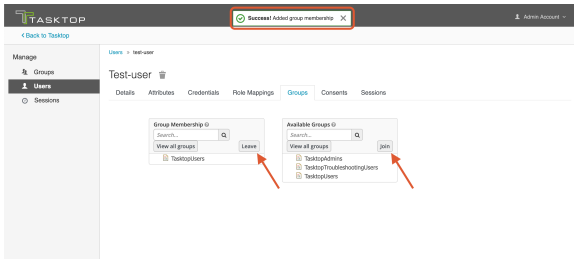 TASKTOP
Success! Added group membership
Admin Account
Back to Tasktop
Manage
Groups
Users
Sessions
Users > test-user
Test-user
Details Attributes Credentials Role Mappings Groups Consents Sessions
Group Membership
Search...
View all groups Leave
TasktopUsers
Available Groups
Search...
View all groups Join
TasktopAdmins
TasktopTroubleshootingUsers
TasktopUsers